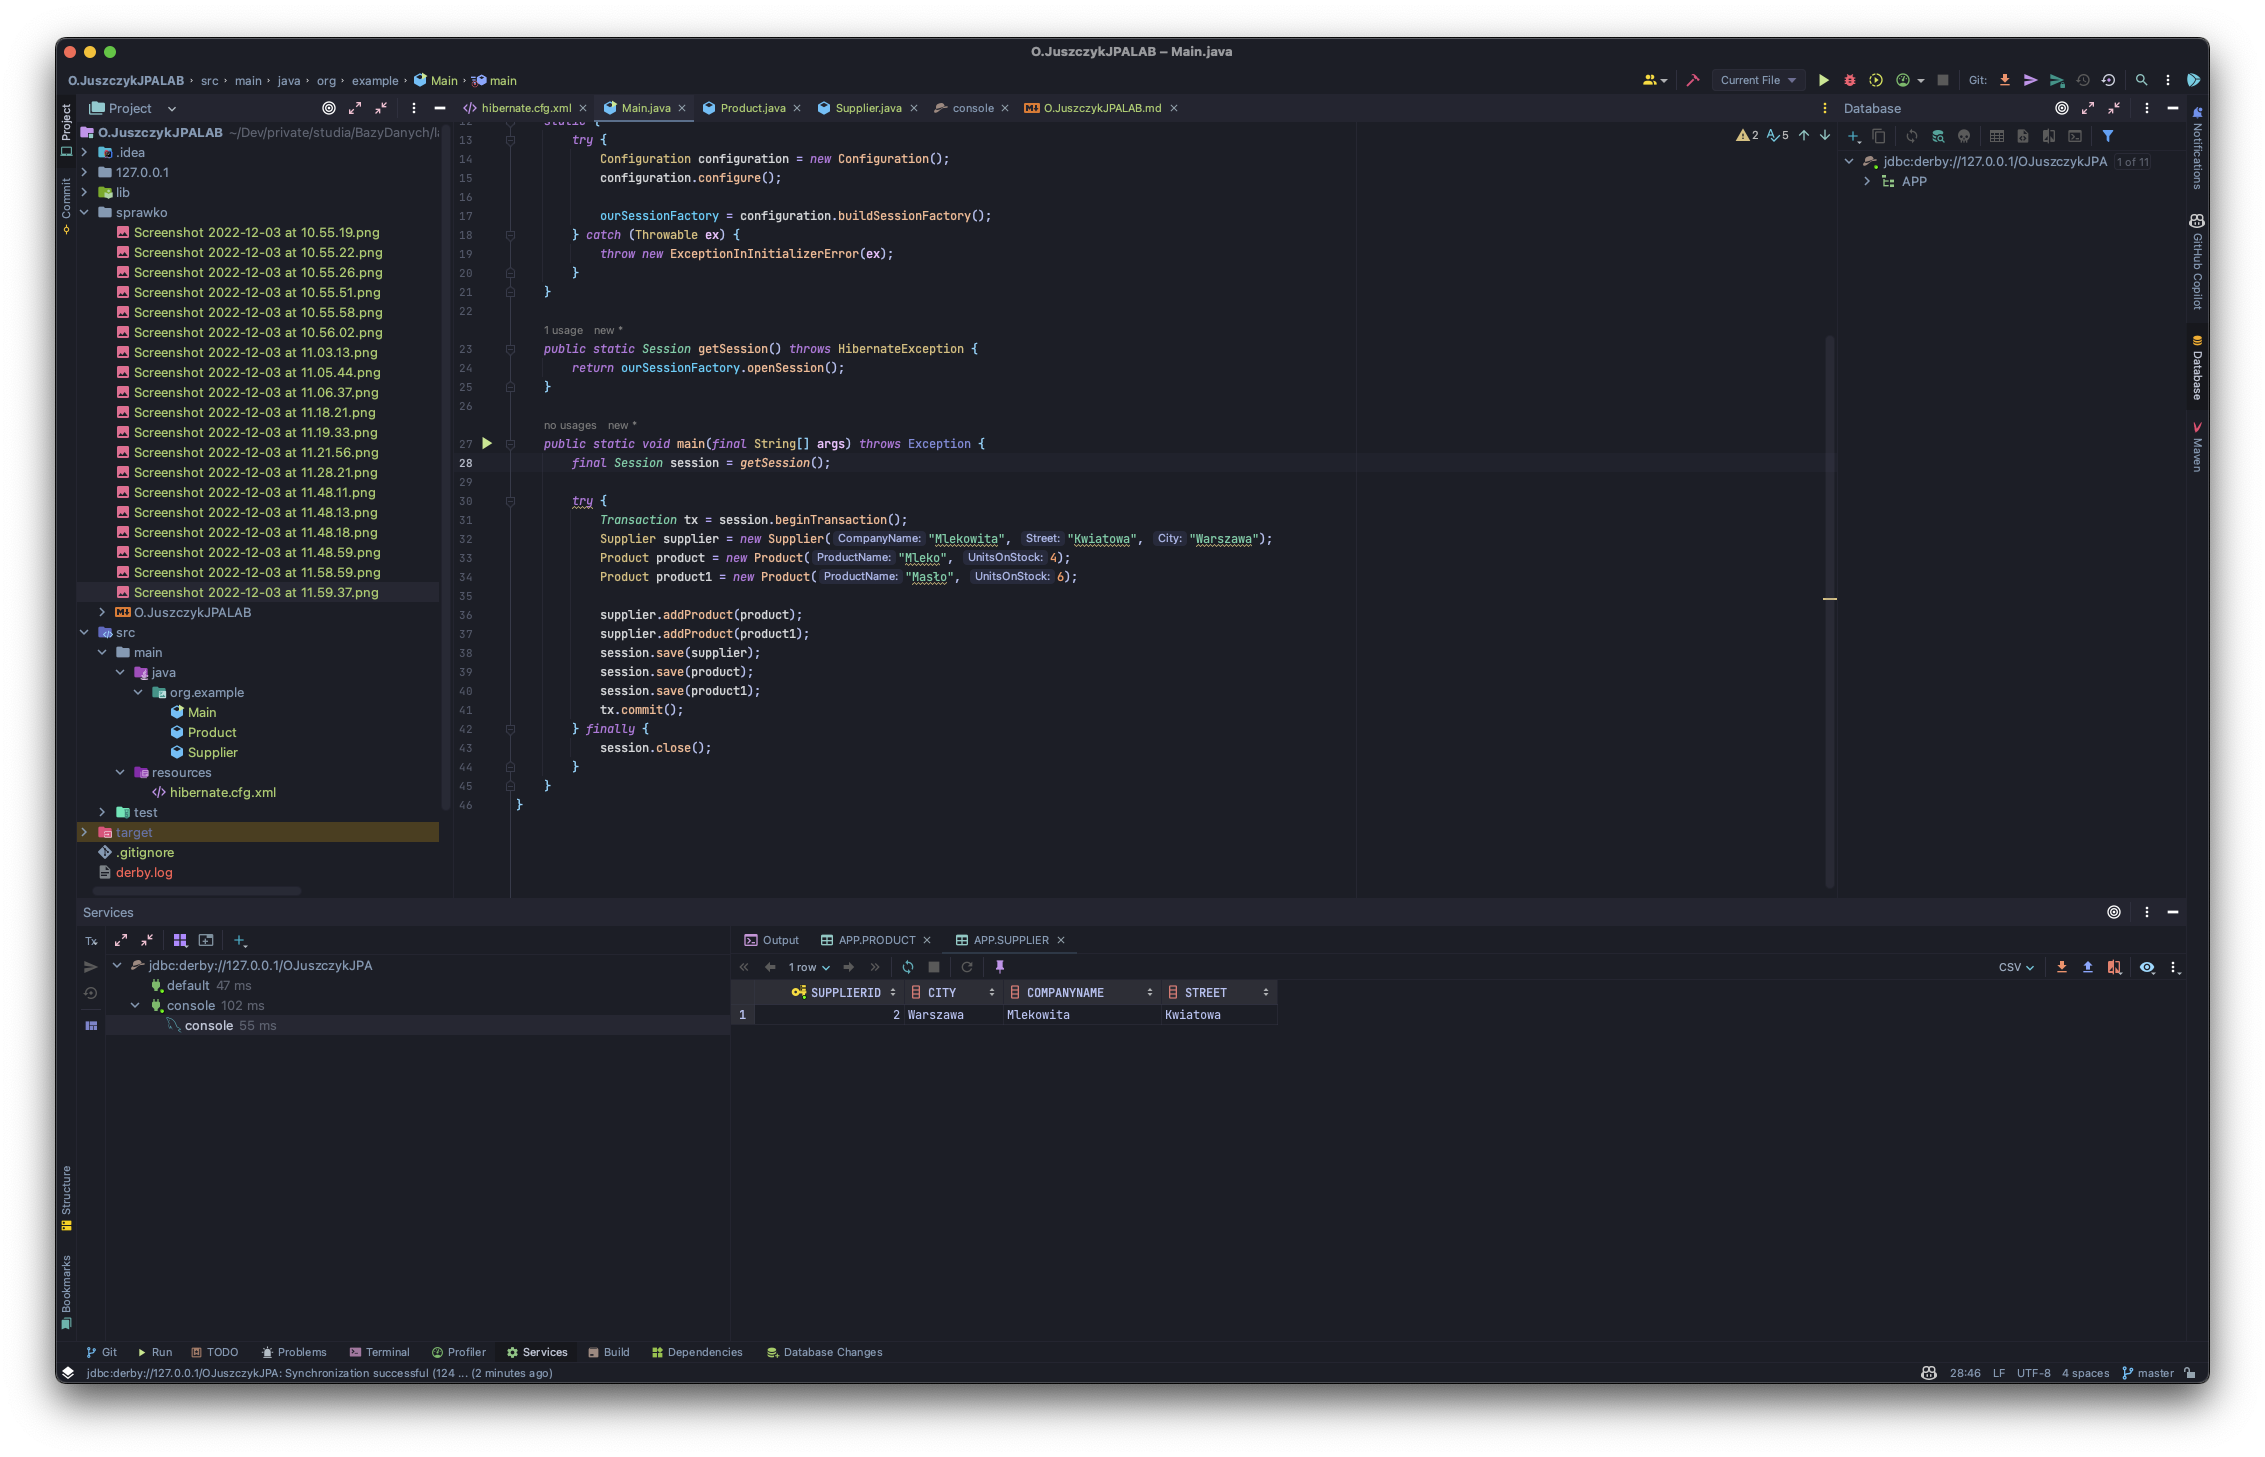 O.JuszczykJPALAB – Main.java
O.JuszczykJPALAB › src › main › java › org › example › Main › main
Current File
Git:
Project
hibernate.cfg.xml
Main.java
Product.java
Supplier.java
console
O.JuszczykJPALAB.md
Database
Project
Commit
Structure
Bookmarks
O.JuszczykJPALAB ~/Dev/private/studia/BazyDanych/l
.idea
127.0.0.1
lib
sprawko
Screenshot 2022-12-03 at 10.55.19.png
Screenshot 2022-12-03 at 10.55.22.png
Screenshot 2022-12-03 at 10.55.26.png
Screenshot 2022-12-03 at 10.55.51.png
Screenshot 2022-12-03 at 10.55.58.png
Screenshot 2022-12-03 at 10.56.02.png
Screenshot 2022-12-03 at 11.03.13.png
Screenshot 2022-12-03 at 11.05.44.png
Screenshot 2022-12-03 at 11.06.37.png
Screenshot 2022-12-03 at 11.18.21.png
Screenshot 2022-12-03 at 11.19.33.png
Screenshot 2022-12-03 at 11.21.56.png
Screenshot 2022-12-03 at 11.28.21.png
Screenshot 2022-12-03 at 11.48.11.png
Screenshot 2022-12-03 at 11.48.13.png
Screenshot 2022-12-03 at 11.48.18.png
Screenshot 2022-12-03 at 11.48.59.png
Screenshot 2022-12-03 at 11.58.59.png
Screenshot 2022-12-03 at 11.59.37.png
O.JuszczykJPALAB
src
main
java
org.example
Main
Product
Supplier
resources
hibernate.cfg.xml
test
target
.gitignore
derby.log
2 5
12 static {
13 try {
14 Configuration configuration = new Configuration();
15 configuration.configure();
16
17 ourSessionFactory = configuration.buildSessionFactory();
18 } catch (Throwable ex) {
19 throw new ExceptionInInitializerError(ex);
20 }
21 }
22
1 usage new *
23 public static Session getSession() throws HibernateException {
24 return ourSessionFactory.openSession();
25 }
26
no usages new *
27 public static void main(final String[] args) throws Exception {
28 final Session session = getSession();
29
30 try {
31 Transaction tx = session.beginTransaction();
32 Supplier supplier = new Supplier( CompanyName: "Mlekowita", Street: "Kwiatowa", City: "Warszawa");
33 Product product = new Product( ProductName: "Mleko", UnitsOnStock: 4);
34 Product product1 = new Product( ProductName: "Masło", UnitsOnStock: 6);
35
36 supplier.addProduct(product);
37 supplier.addProduct(product1);
38 session.save(supplier);
39 session.save(product);
40 session.save(product1);
41 tx.commit();
42 } finally {
43 session.close();
44 }
45 }
46 }
jdbc:derby://127.0.0.1/OJuszczykJPA 1 of 11
APP
Notifications
GitHub Copilot
Database
Maven
Services
Tx
jdbc:derby://127.0.0.1/OJuszczykJPA
default 47 ms
console 102 ms
console 55 ms
Output
APP.PRODUCT
APP.SUPPLIER
1 row
CSV
SUPPLIERID CITY COMPANYNAME STREET
1 2 Warszawa Mlekowita Kwiatowa
Git Run TODO Problems Terminal Profiler Services Build Dependencies Database Changes
jdbc:derby://127.0.0.1/OJuszczykJPA: Synchronization successful (124 ... (2 minutes ago)
28:46 LF UTF-8 4 spaces master